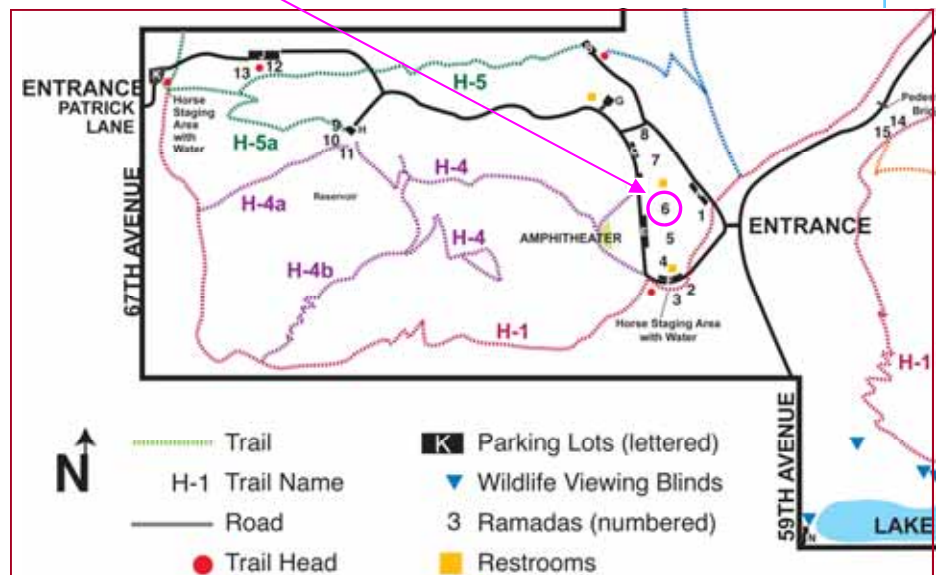 13 12
H-5
ENTRANCE
PATRICK
LANE
Horse
Staging
Area
with
Water
G
H-5a
9
H
10
11
8
7
Pedes
Brig
14
15
H-4
H-4a
Reservoir
6
1
AMPHITHEATER
5
ENTRANCE
67TH AVENUE
H-4
4
H-4b
2
3
Horse Staging Area
with Water
H-1
H-1
59TH AVENUE
N
Trail
H-1 Trail Name
Road
Trail Head
K Parking Lots (lettered)
Wildlife Viewing Blinds
3 Ramadas (numbered)
Restrooms
LAKE
N